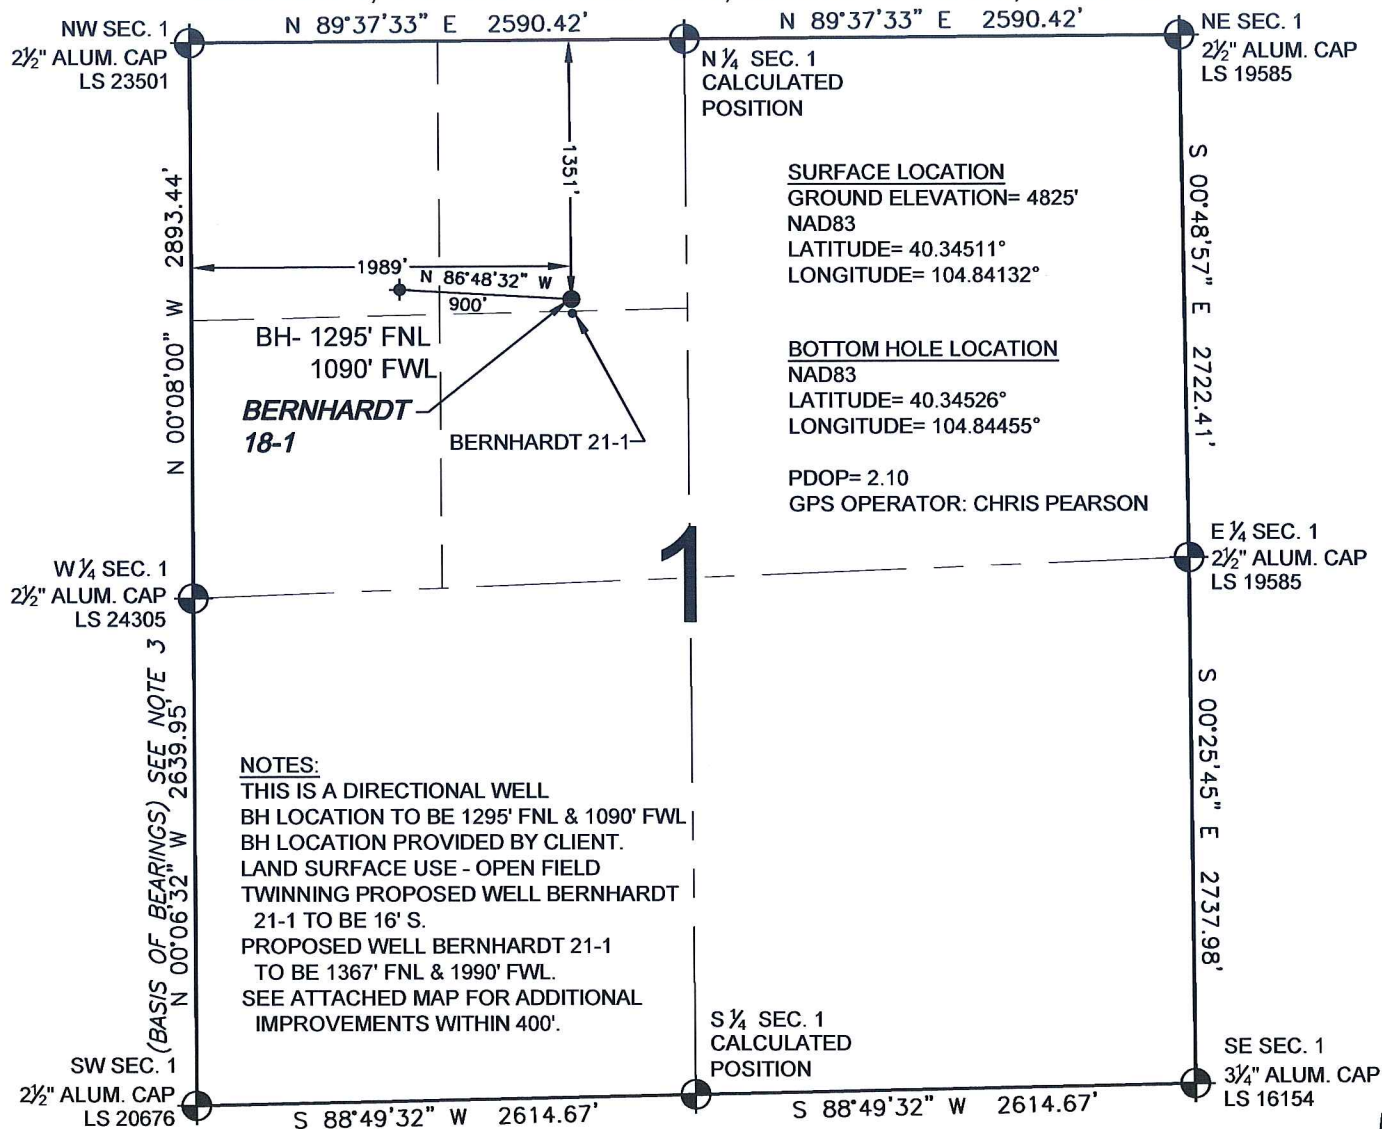 N 89°37'33" E 2590.42'
N 89°37'33" E 2590.42'
NW SEC. 1
2½" ALUM. CAP
LS 23501
N ¼ SEC. 1
CALCULATED
POSITION
NE SEC. 1
2½" ALUM. CAP
LS 19585
1351'
SURFACE LOCATION
GROUND ELEVATION= 4825'
NAD83
LATITUDE= 40.34511°
LONGITUDE= 104.84132°
N 00°08'00" W 2893.44'
S 00°48'57" E 2722.41'
1989'
N 86°48'32" W
900'
BH- 1295' FNL
1090' FWL
BERNHARDT
18-1
BERNHARDT 21-1
BOTTOM HOLE LOCATION
NAD83
LATITUDE= 40.34526°
LONGITUDE= 104.84455°
PDOP= 2.10
GPS OPERATOR: CHRIS PEARSON
W ¼ SEC. 1
2½" ALUM. CAP
LS 24305
1
E ¼ SEC. 1
2½" ALUM. CAP
LS 19585
(BASIS OF BEARINGS) SEE NOTE 3
N 00°06'32" W 2639.95'
S 00°25'45" E 2737.98'
NOTES:
THIS IS A DIRECTIONAL WELL
BH LOCATION TO BE 1295' FNL & 1090' FWL
BH LOCATION PROVIDED BY CLIENT.
LAND SURFACE USE - OPEN FIELD
TWINNING PROPOSED WELL BERNHARDT
21-1 TO BE 16' S.
PROPOSED WELL BERNHARDT 21-1
TO BE 1367' FNL & 1990' FWL.
SEE ATTACHED MAP FOR ADDITIONAL
IMPROVEMENTS WITHIN 400'.
SW SEC. 1
2½" ALUM. CAP
LS 20676
S ¼ SEC. 1
CALCULATED
POSITION
SE SEC. 1
3¼" ALUM. CAP
LS 16154
S 88°49'32" W 2614.67'
S 88°49'32" W 2614.67'